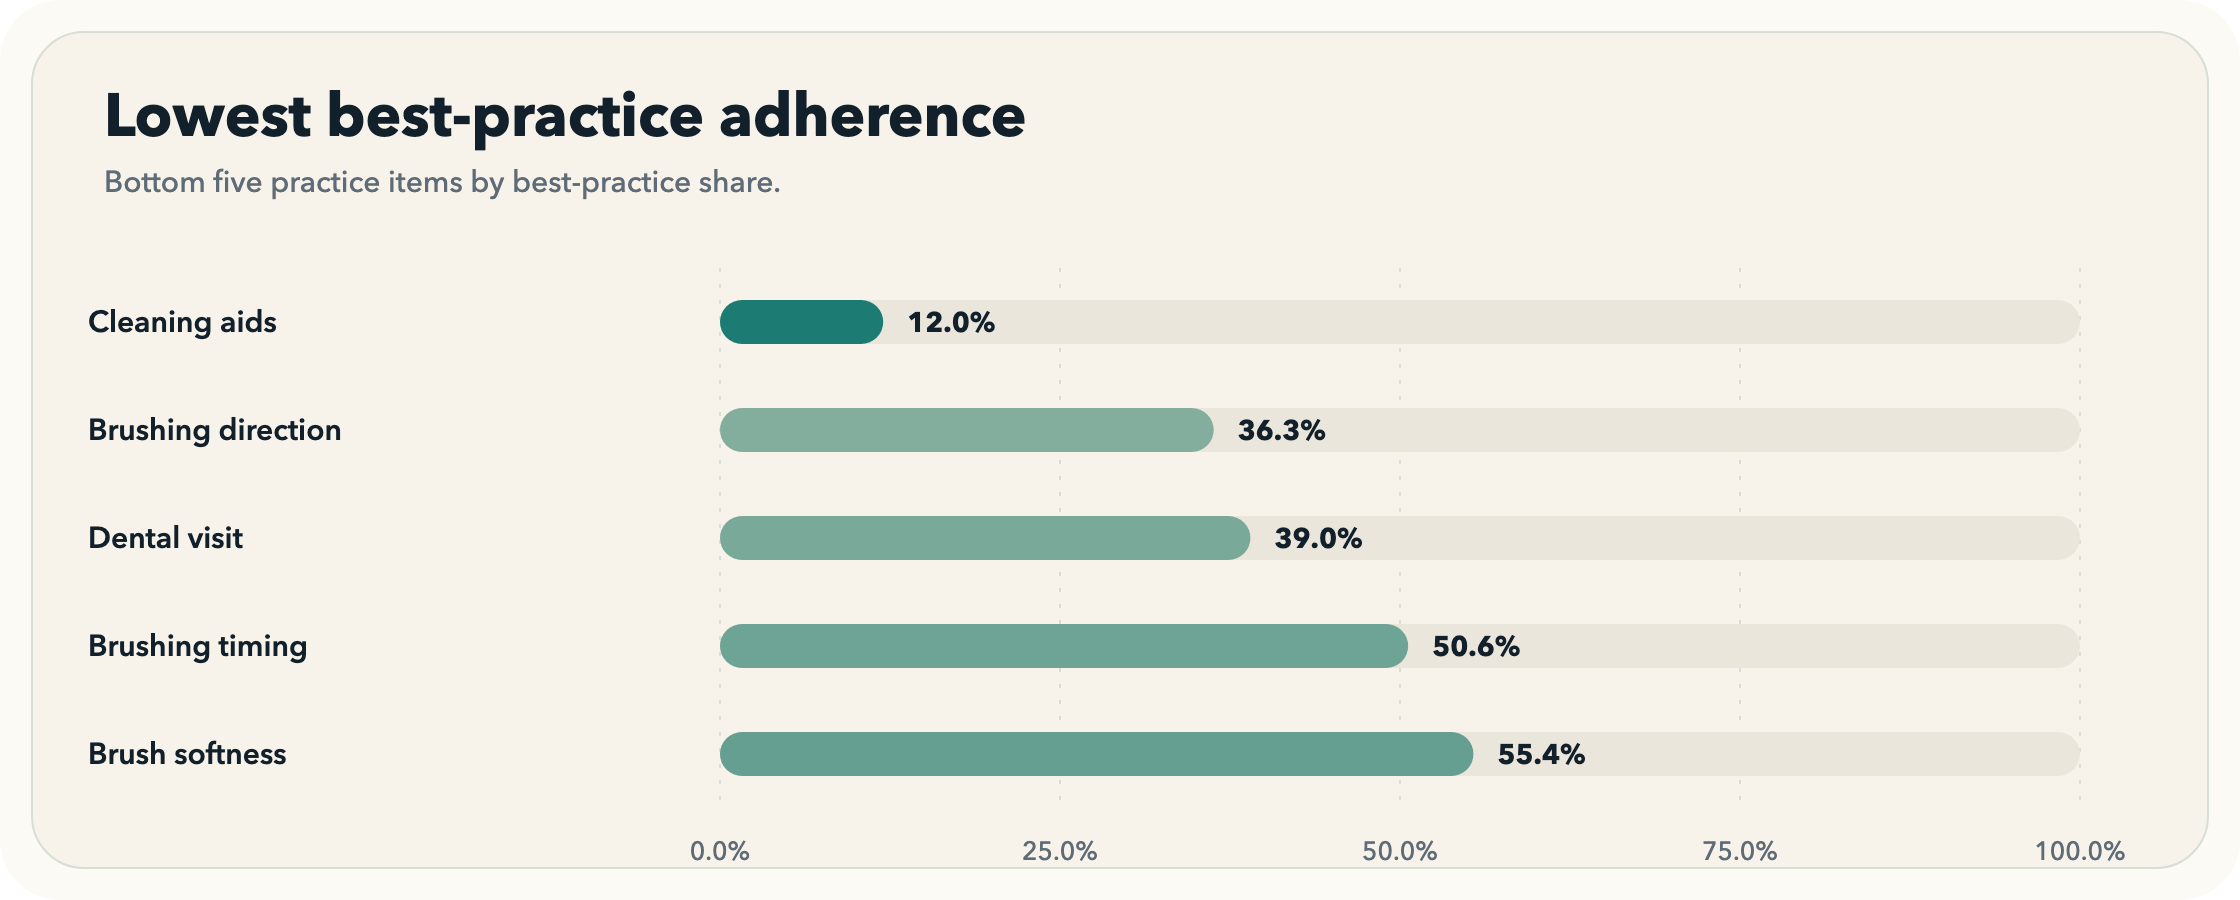 Lowest best-practice adherence
Bottom five practice items by best-practice share.
Cleaning aids 12.0%
Brushing direction 36.3%
Dental visit 39.0%
Brushing timing 50.6%
Brush softness 55.4%
0.0% 25.0% 50.0% 75.0% 100.0%